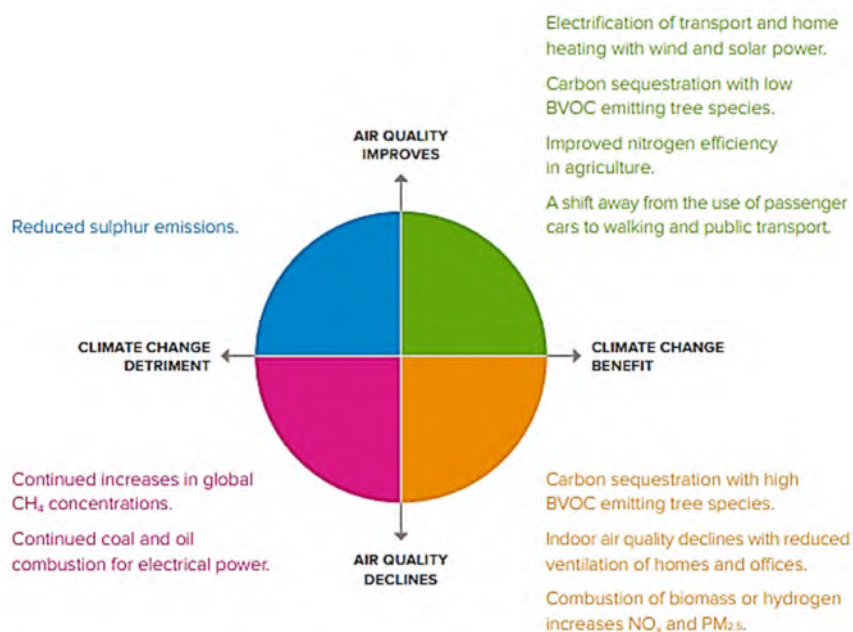 Electrification of transport and home
heating with wind and solar power.
Carbon sequestration with low
BVOC emitting tree species.
Improved nitrogen efficiency
in agriculture.
A shift away from the use of passenger
cars to walking and public transport.
AIR QUALITY
IMPROVES
Reduced sulphur emissions.
CLIMATE CHANGE
DETRIMENT
CLIMATE CHANGE
BENEFIT
Continued increases in global
CH₄ concentrations.
Continued coal and oil
combustion for electrical power.
AIR QUALITY
DECLINES
Carbon sequestration with high
BVOC emitting tree species.
Indoor air quality declines with reduced
ventilation of homes and offices.
Combustion of biomass or hydrogen
increases NOₓ and PM₂.₅.